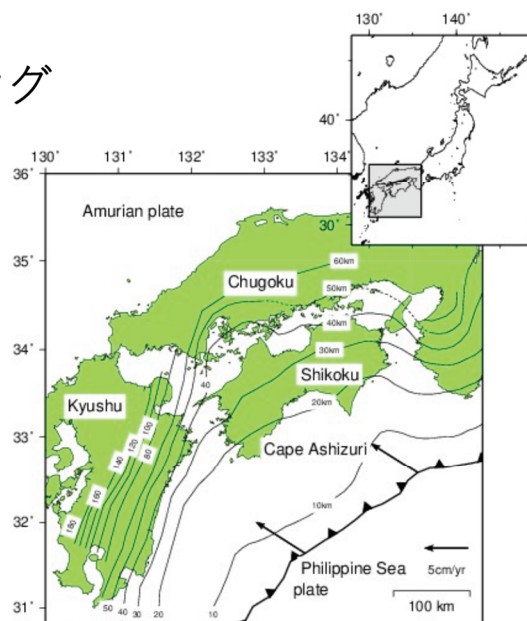 ング
130° 140°
40°
30°
130 131 132 133 134
36
Amurian plate
35
60km
Chugoku
50km
40km
34
30km
40
Shikoku
Kyushu
20km
100
120
33
80
140
Cape Ashizuri
160
180
10km
32
Philippine Sea
plate
5cm/yr
100 km
31
50 40 30 20 10